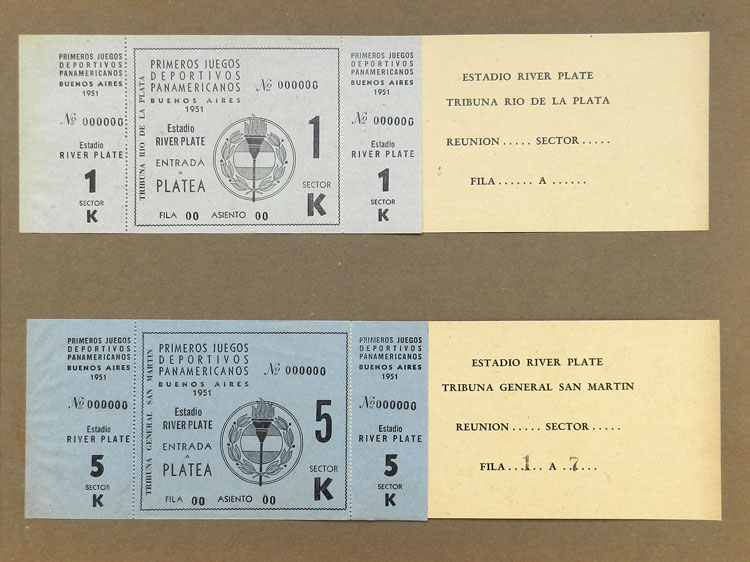 PRIMEROS JUEGOS
DEPORTIVOS
PANAMERICANOS
BUENOS AIRES
1951
Nº 000000
Estadio
RIVER PLATE
1
SECTOR
K
TRIBUNA RIO DE LA PLATA
PRIMEROS JUEGOS
DEPORTIVOS
PANAMERICANOS
BUENOS AIRES
1951
Nº 000000
Estadio
RIVER PLATE
ENTRADA
A
PLATEA
1
SECTOR
K
FILA 00 ASIENTO 00
PRIMEROS JUEGOS
DEPORTIVOS
PANAMERICANOS
BUENOS AIRES
1951
Nº 000000
Estadio
RIVER PLATE
1
SECTOR
K
ESTADIO RIVER PLATE
TRIBUNA RIO DE LA PLATA
REUNION ..... SECTOR .....
FILA ...... A ......
PRIMEROS JUEGOS
DEPORTIVOS
PANAMERICANOS
BUENOS AIRES
1951
Nº 000000
Estadio
RIVER PLATE
5
SECTOR
K
TRIBUNA GENERAL SAN MARTIN
PRIMEROS JUEGOS
DEPORTIVOS
PANAMERICANOS
BUENOS AIRES
1951
Nº 000000
Estadio
RIVER PLATE
ENTRADA
A
PLATEA
5
SECTOR
K
FILA 00 ASIENTO 00
PRIMEROS JUEGOS
DEPORTIVOS
PANAMERICANOS
BUENOS AIRES
1951
Nº 000000
Estadio
RIVER PLATE
5
SECTOR
K
ESTADIO RIVER PLATE
TRIBUNA GENERAL SAN MARTIN
REUNION ..... SECTOR .....
FILA ...1.. A ..7...